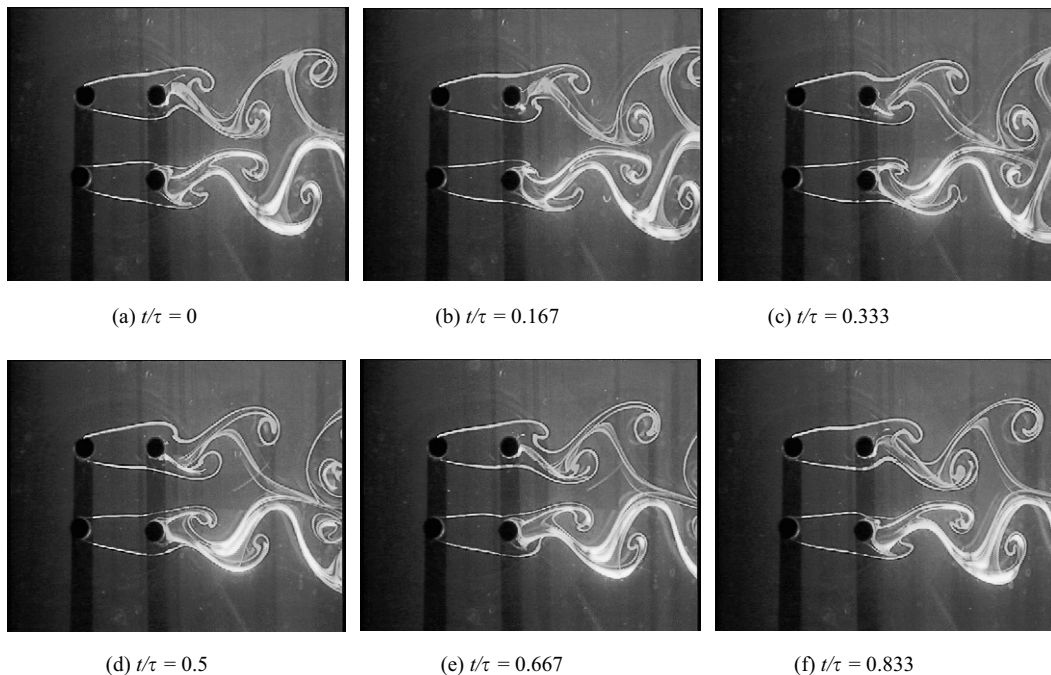 (a) t/τ = 0
(b) t/τ = 0.167
(c) t/τ = 0.333
(d) t/τ = 0.5
(e) t/τ = 0.667
(f) t/τ = 0.833